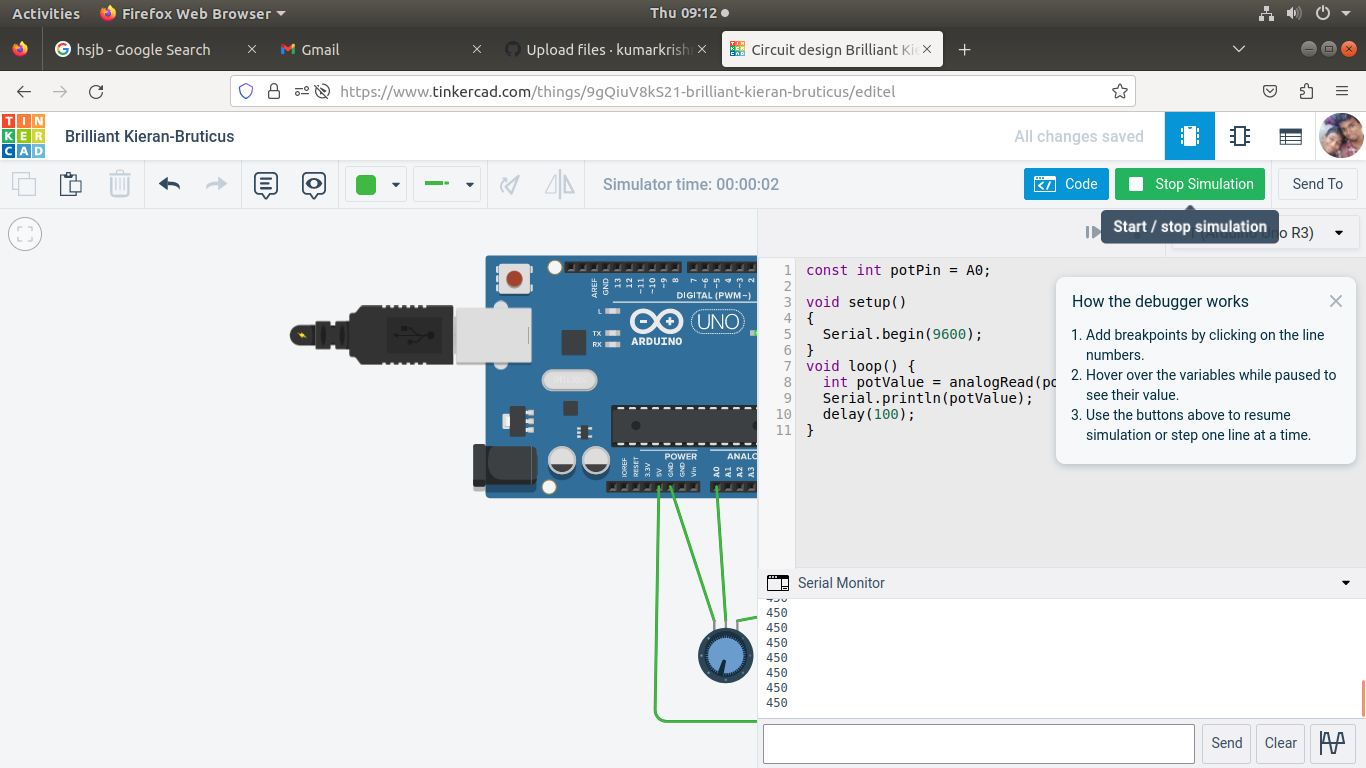 Activities Firefox Web Browser Thu 09:12
hsjb - Google Search Gmail Upload files · kumarkrish Circuit design Brilliant Ki
https://www.tinkercad.com/things/9gQiuV8kS21-brilliant-kieran-bruticus/editel
TIN
KER
CAD
Brilliant Kieran-Bruticus All changes saved
Simulator time: 00:00:02 Code Stop Simulation Send To
Start / stop simulation
no R3)
AREF GND 13 12 ~11 ~10 ~9 8 7 ~6 ~5 4 ~3 2
DIGITAL (PWM~)
L
TX
RX
UNO
ARDUINO
POWER ANALO
IOREF RESET 3.3V 5V GND GND Vin A0 A1 A2 A3
1 const int potPin = A0;
2
3 void setup()
4 {
5 Serial.begin(9600);
6 }
7 void loop() {
8 int potValue = analogRead(po
9 Serial.println(potValue);
10 delay(100);
11 }
How the debugger works
1. Add breakpoints by clicking on the line
numbers.
2. Hover over the variables while paused to
see their value.
3. Use the buttons above to resume
simulation or step one line at a time.
Serial Monitor
450
450
450
450
450
450
450
450
Send Clear